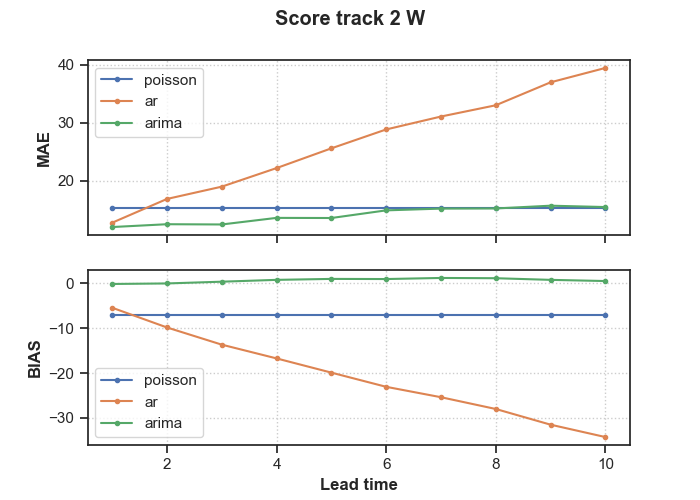 Score track 2 W
40
30
20
MAE
poisson
ar
arima
0
−10
−20
−30
BIAS
poisson
ar
arima
2
4
6
8
10
Lead time